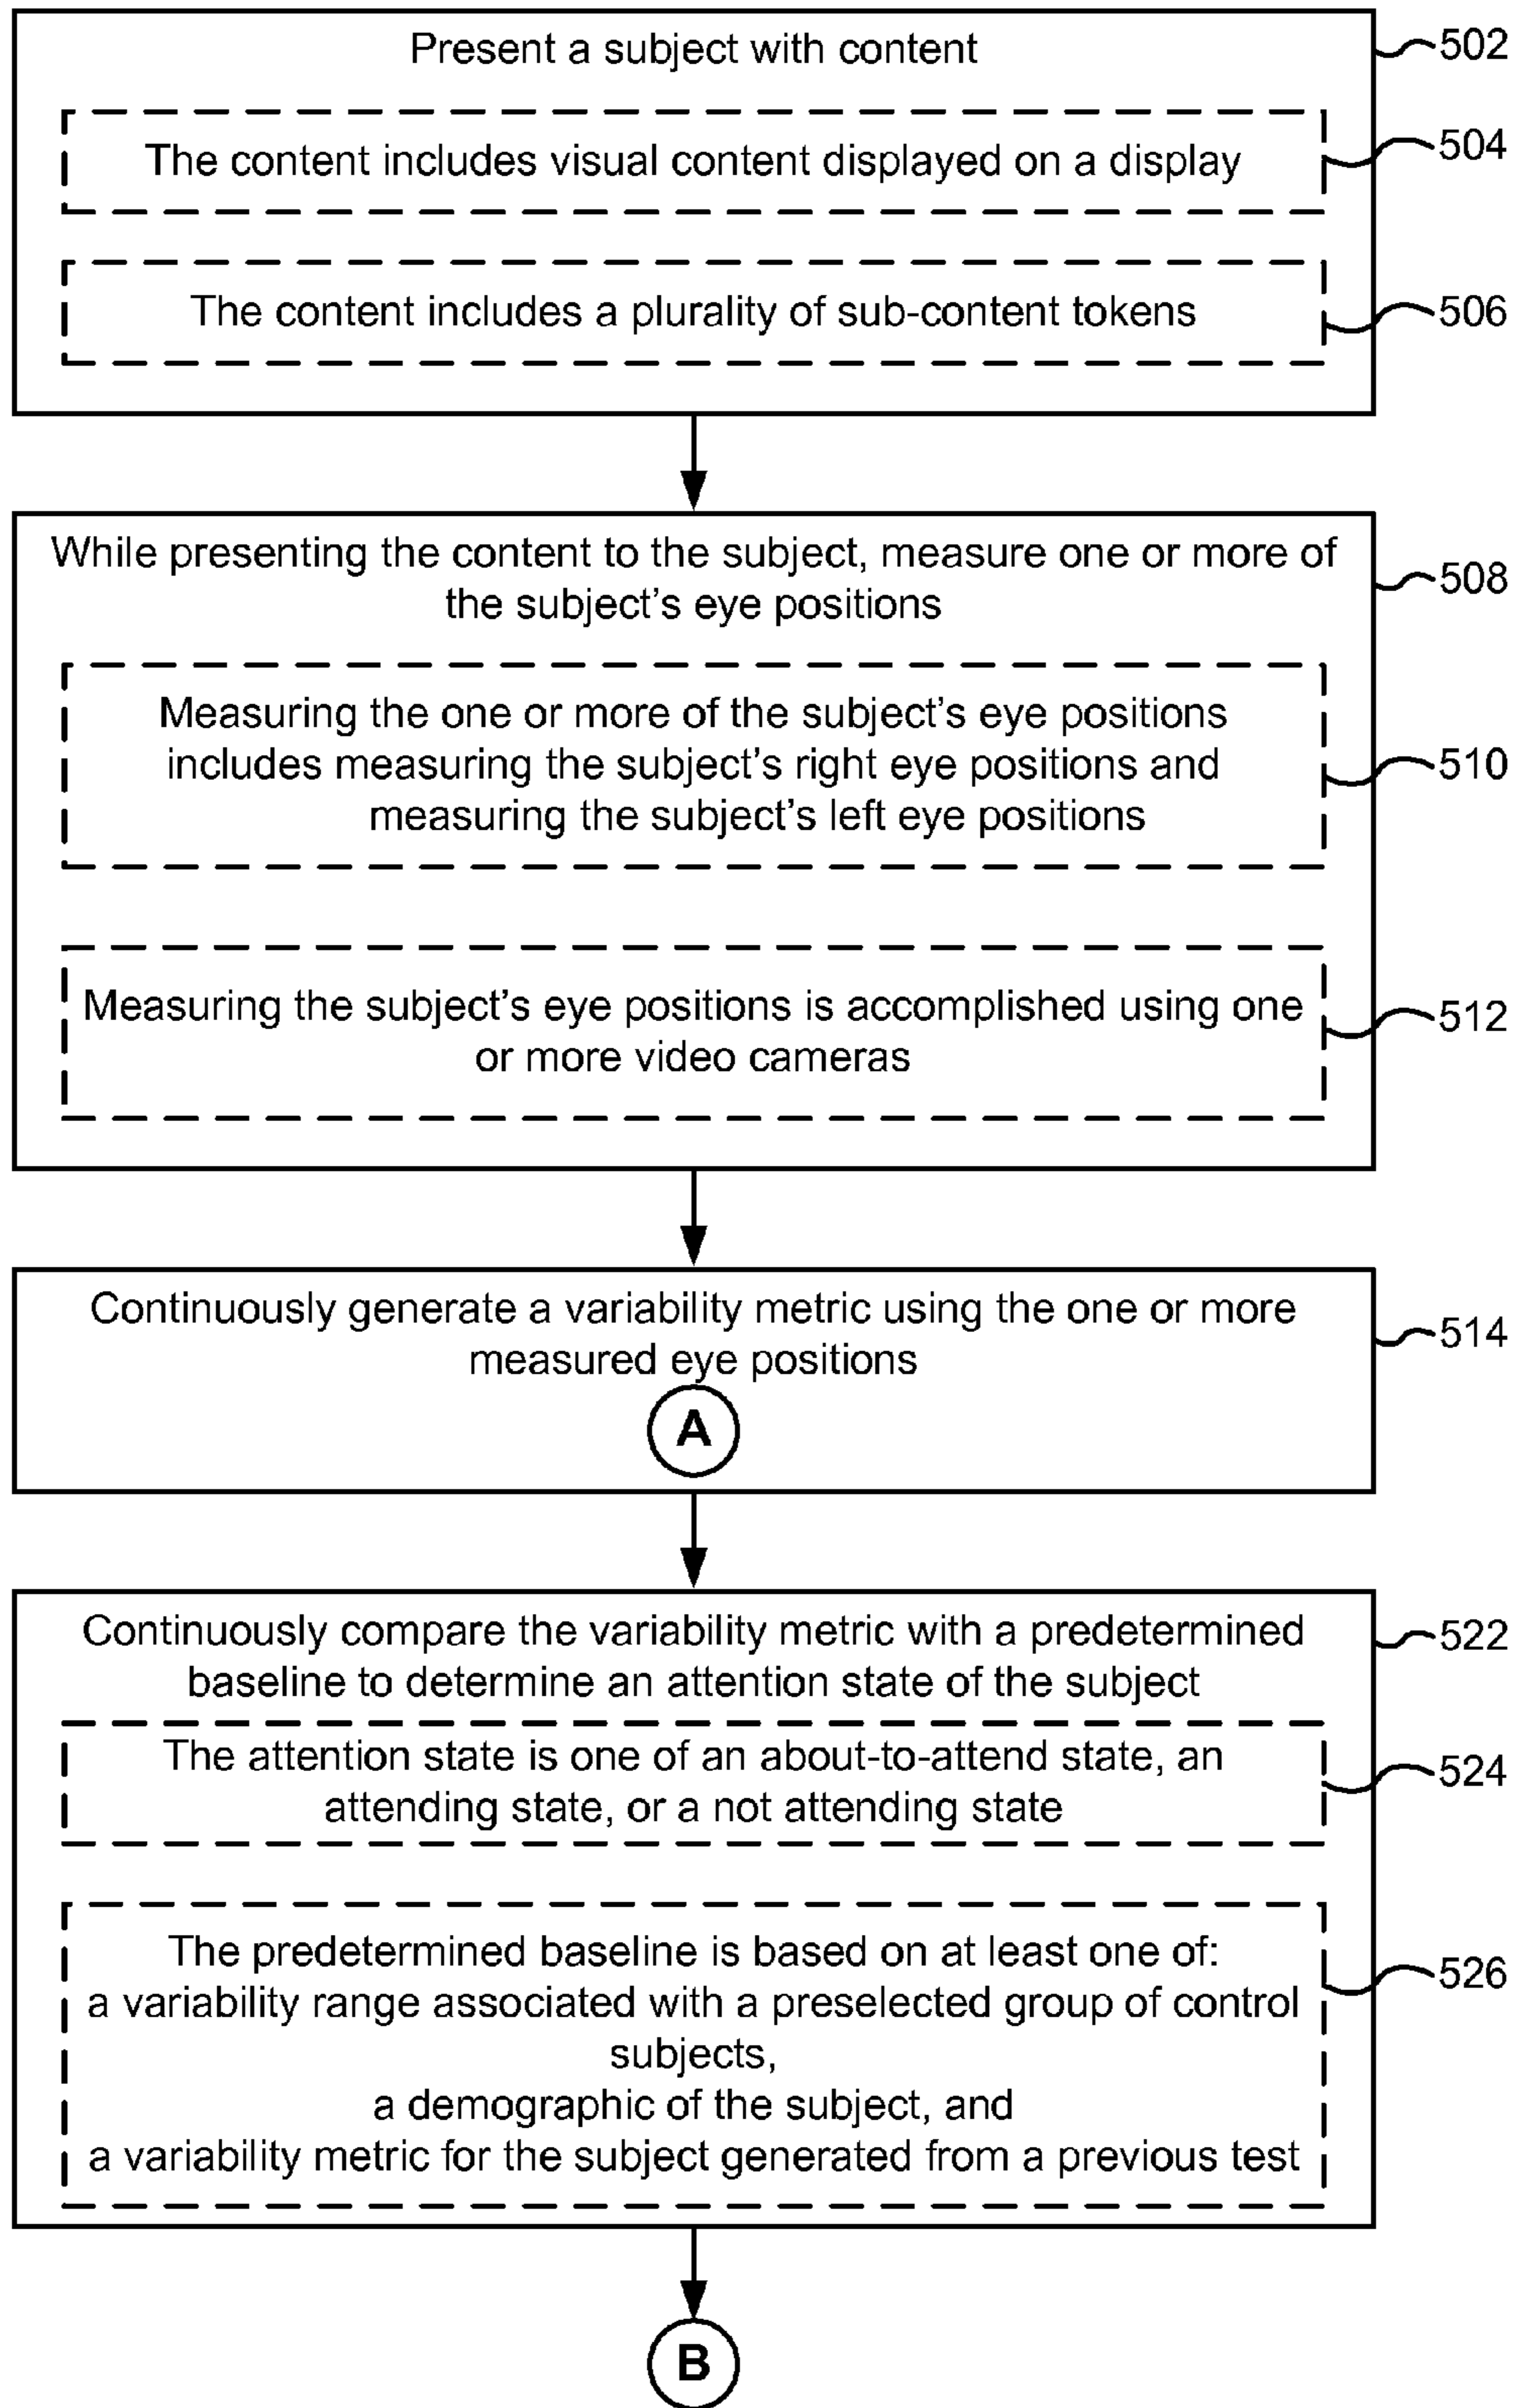 Present a subject with content
502
The content includes visual content displayed on a display
504
The content includes a plurality of sub-content tokens
506
While presenting the content to the subject, measure one or more of
the subject's eye positions
508
Measuring the one or more of the subject's eye positions
includes measuring the subject's right eye positions and
measuring the subject's left eye positions
510
Measuring the subject's eye positions is accomplished using one
or more video cameras
512
Continuously generate a variability metric using the one or more
measured eye positions
514
A
Continuously compare the variability metric with a predetermined
baseline to determine an attention state of the subject
522
The attention state is one of an about-to-attend state, an
attending state, or a not attending state
524
The predetermined baseline is based on at least one of:
a variability range associated with a preselected group of control
subjects,
a demographic of the subject, and
a variability metric for the subject generated from a previous test
526
B